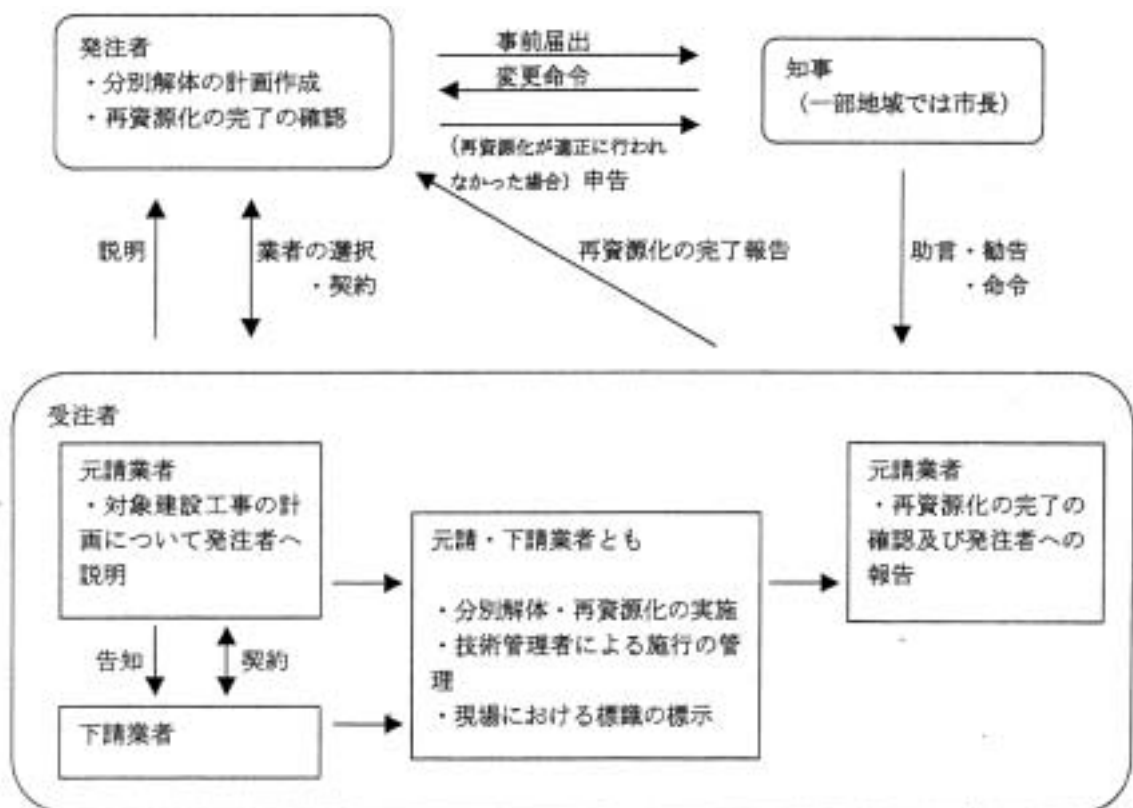 発注者
・分別解体の計画作成
・再資源化の完了の確認
事前届出
変更命令
(再資源化が適正に行われ
なかった場合)申告
知事
(一部地域では市長)
説明
業者の選択
・契約
再資源化の完了報告
助言・勧告
・命令
受注者
元請業者
・対象建設工事の計
画について発注者へ
説明
告知
契約
下請業者
元請・下請業者とも
・分別解体・再資源化の実施
・技術管理者による施行の管
理
・現場における標識の標示
元請業者
・再資源化の完了の
確認及び発注者への
報告